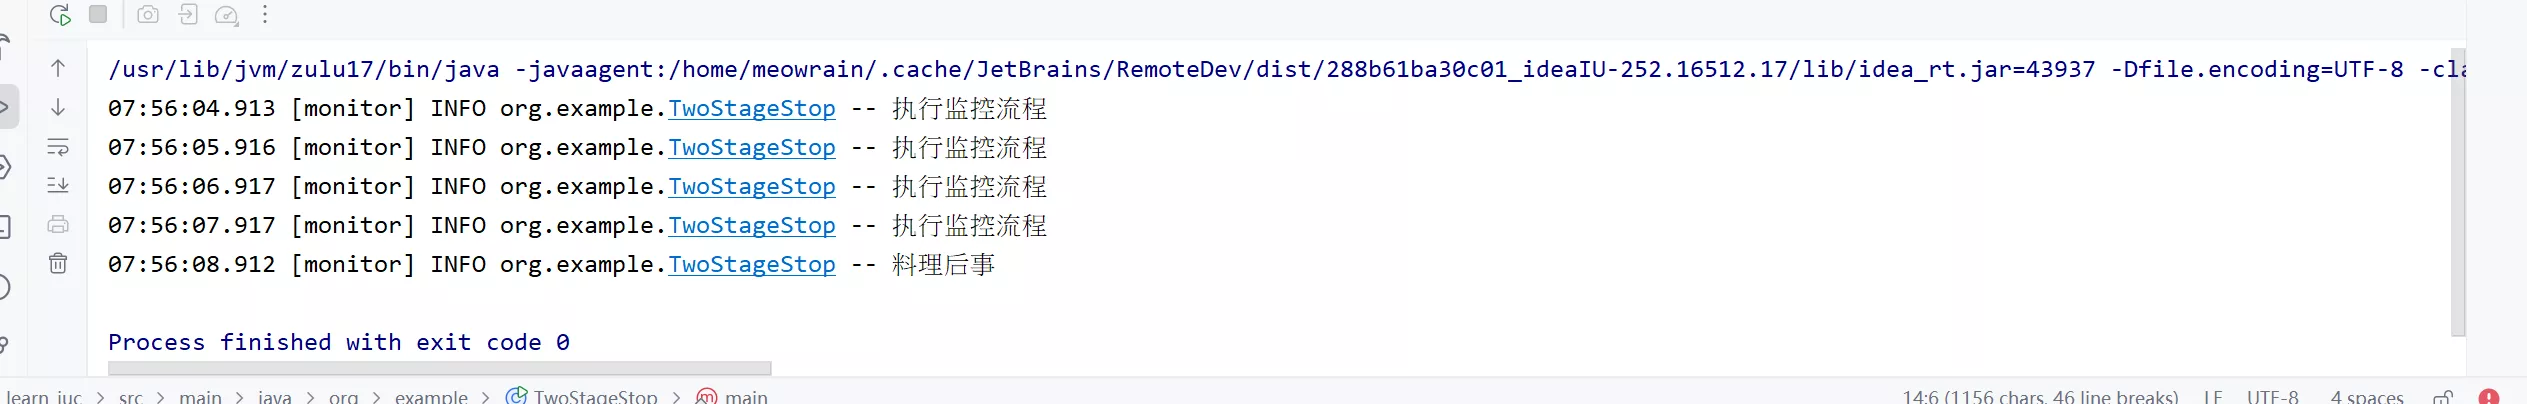 /usr/lib/jvm/zulu17/bin/java -javaagent:/home/meowrain/.cache/JetBrains/RemoteDev/dist/288b61ba30c01_ideaIU-252.16512.17/lib/idea_rt.jar=43937 -Dfile.encoding=UTF-8 -cla
07:56:04.913 [monitor] INFO org.example.TwoStageStop -- 执行监控流程
07:56:05.916 [monitor] INFO org.example.TwoStageStop -- 执行监控流程
07:56:06.917 [monitor] INFO org.example.TwoStageStop -- 执行监控流程
07:56:07.917 [monitor] INFO org.example.TwoStageStop -- 执行监控流程
07:56:08.912 [monitor] INFO org.example.TwoStageStop -- 料理后事
Process finished with exit code 0
learn_juc > src > main > java > org > example > TwoStageStop > main 14:6 (1156 chars, 46 line breaks) LF UTF-8 4 spaces